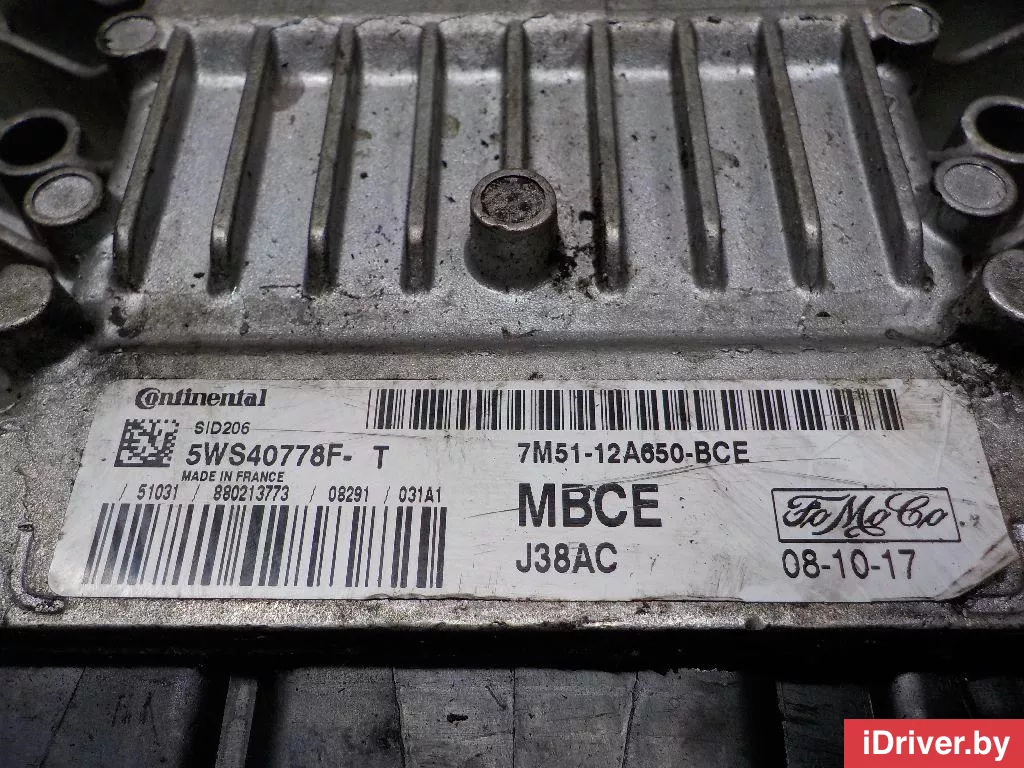 Continental
SID206
5WS40778F- T
MADE IN FRANCE
/ 51031 / 880213773 / 08291 / 031A1
7M51-12A650-BCE
MBCE
J38AC
FoMoCo
08-10-17
iDriver.by